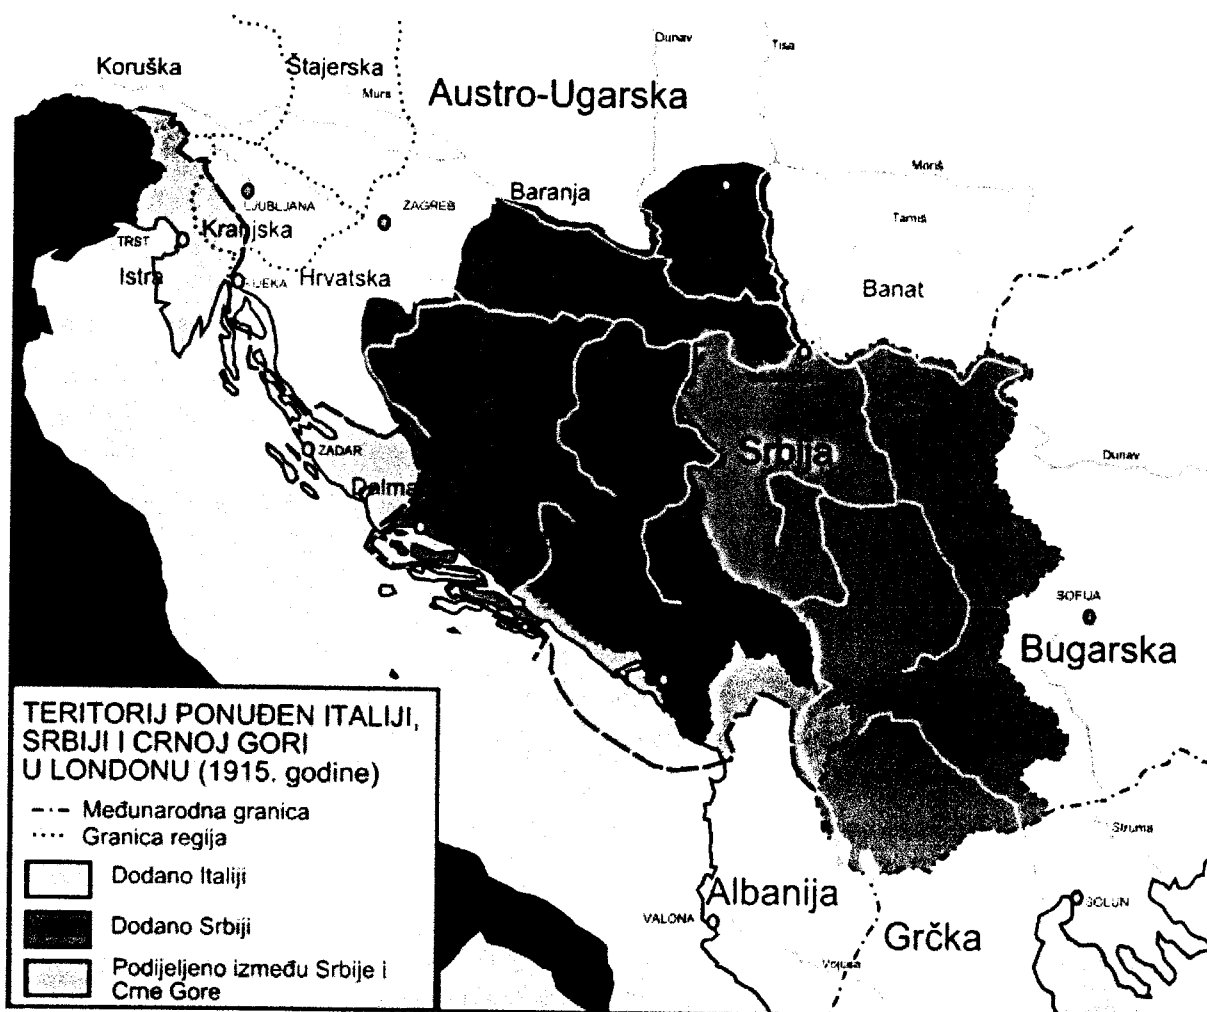 Dunav
Tisa
Koruška
Štajerska
Mura
Austro-Ugarska
Moriš
Baranja
LJUBLJANA
ZAGREB
Tamiš
Kranjska
TRST
Istra
RIJEKA
Hrvatska
Banat
ZADAR
Srbija
Dunav
Dalma
SOFIJA
Bugarska
TERITORIJ PONUĐEN ITALIJI,
SRBIJI I CRNOJ GORI
U LONDONU (1915. godine)
Međunarodna granica
Granica regija
Dodano Italiji
Dodano Srbiji
Podijeljeno između Srbije i
Crne Gore
Struma
Albanija
VALONA
SOLUN
Grčka
Vojusa